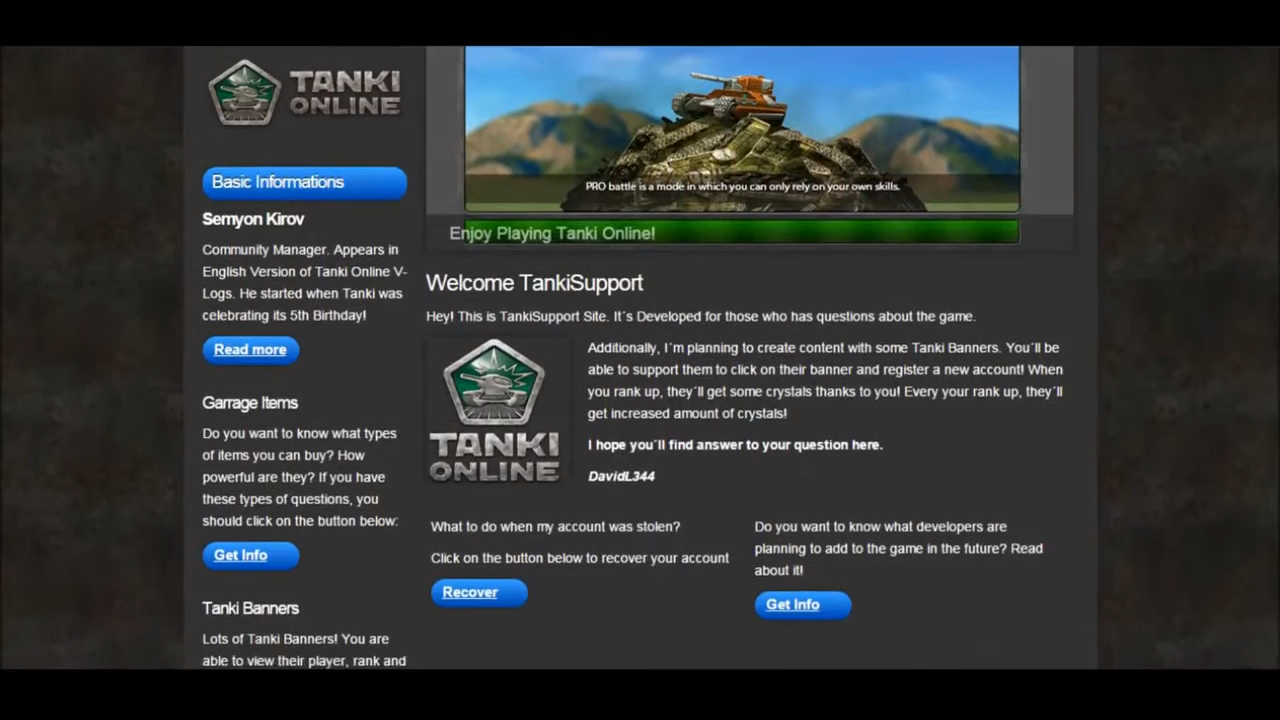 TANKI
ONLINE
Basic Informations
Semyon Kirov
Community Manager. Appears in
English Version of Tanki Online V-
Logs. He started when Tanki was
celebrating its 5th Birthday!
Read more
Garrage Items
Do you want to know what types
of items you can buy? How
powerful are they? If you have
these types of questions, you
should click on the button below:
Get Info
Tanki Banners
Lots of Tanki Banners! You are
able to view their player, rank and
PRO battle is a mode in which you can only rely on your own skills.
Enjoy Playing Tanki Online!
Welcome TankiSupport
Hey! This is TankiSupport Site. It´s Developed for those who has questions about the game.
TANKI
ONLINE
Additionally, I´m planning to create content with some Tanki Banners. You´ll be
able to support them to click on their banner and register a new account! When
you rank up, they´ll get some crystals thanks to you! Every your rank up, they´ll
get increased amount of crystals!
I hope you´ll find answer to your question here.
DavidL344
What to do when my account was stolen?
Click on the button below to recover your account
Recover
Do you want to know what developers are
planning to add to the game in the future? Read
about it!
Get Info